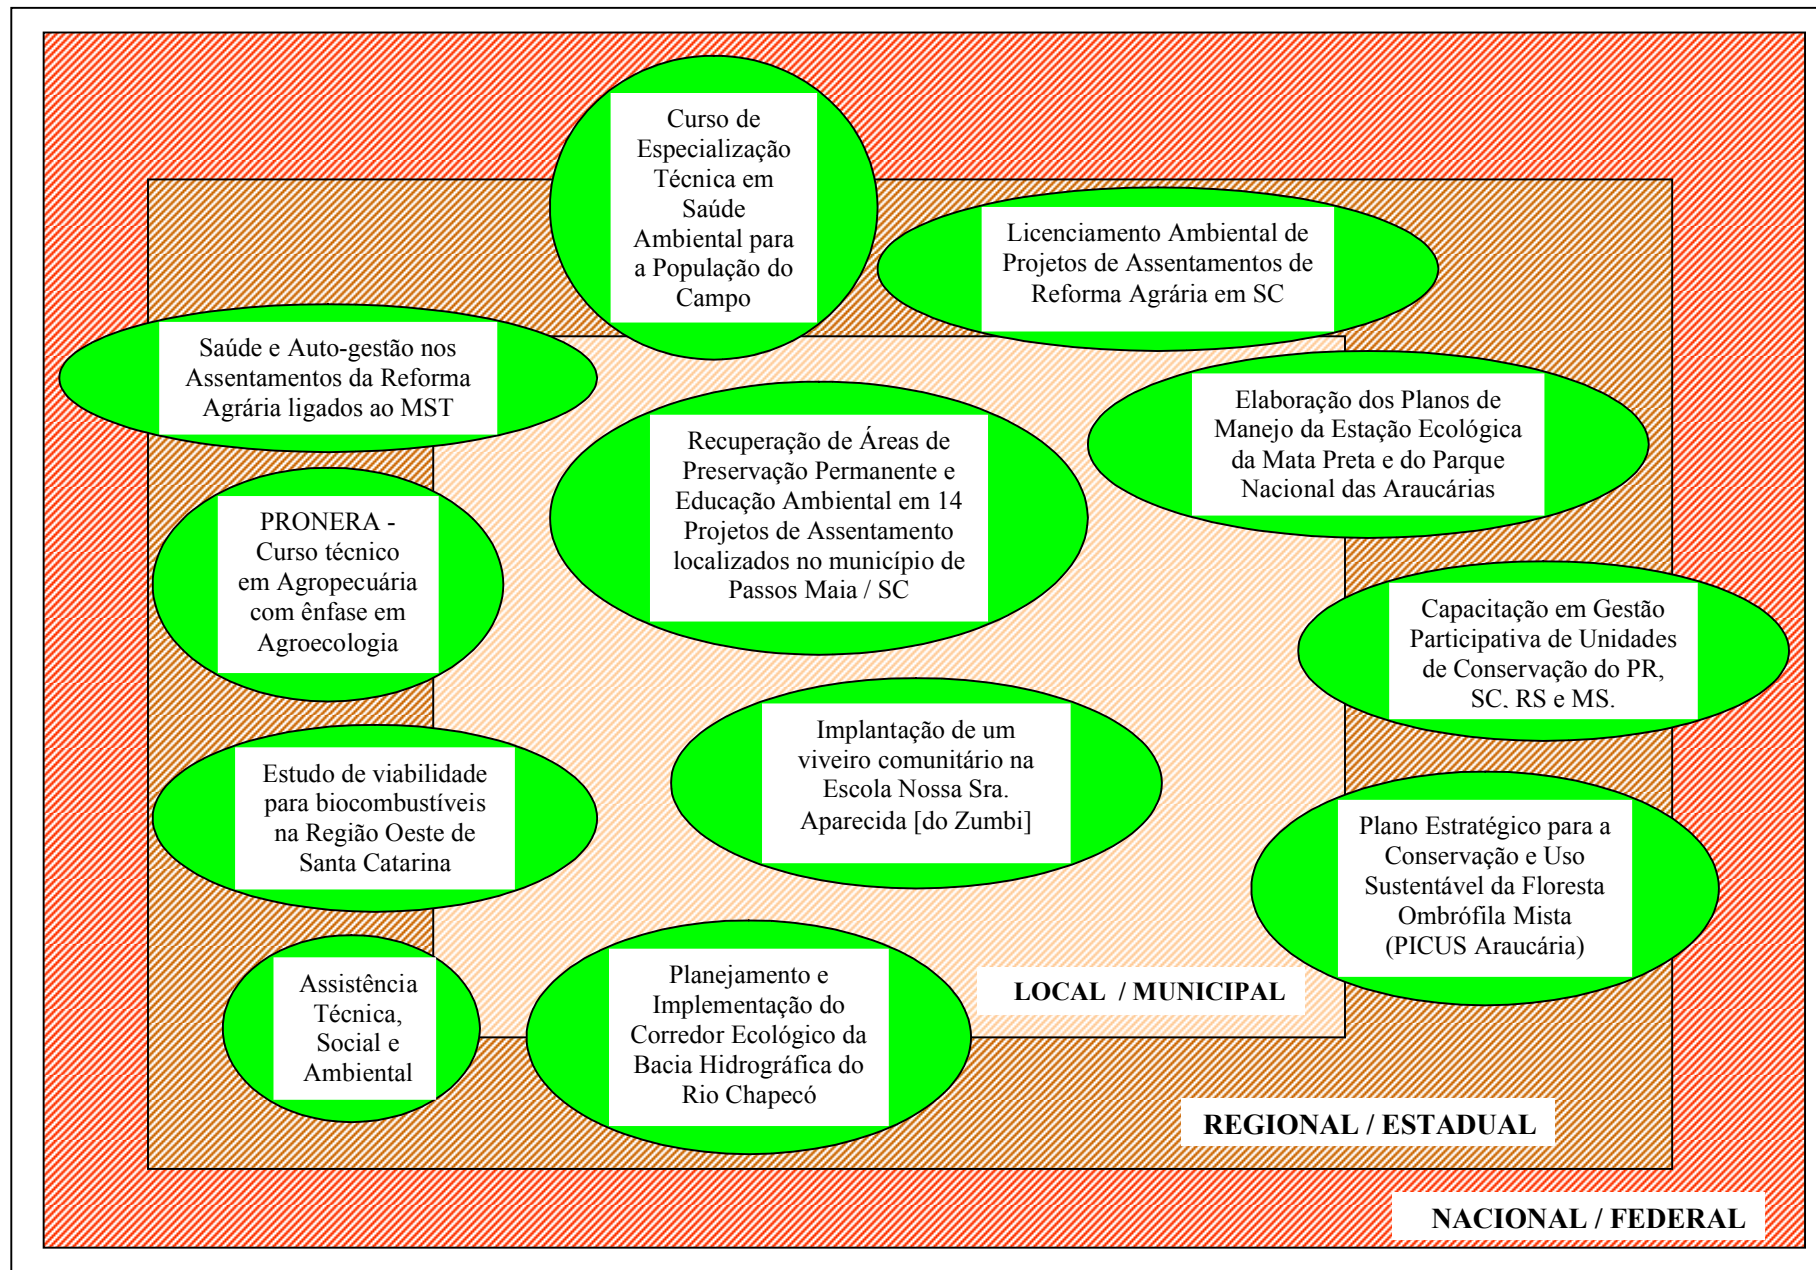 Curso de
Especialização
Técnica em
Saúde
Ambiental para
a População do
Campo
Licenciamento Ambiental de
Projetos de Assentamentos de
Reforma Agrária em SC
Saúde e Auto-gestão nos
Assentamentos da Reforma
Agrária ligados ao MST
Elaboração dos Planos de
Manejo da Estação Ecológica
da Mata Preta e do Parque
Nacional das Araucárias
Recuperação de Áreas de
Preservação Permanente e
Educação Ambiental em 14
Projetos de Assentamento
localizados no município de
Passos Maia / SC
PRONERA -
Curso técnico
em Agropecuária
com ênfase em
Agroecologia
Capacitação em Gestão
Participativa de Unidades
de Conservação do PR,
SC, RS e MS.
Implantação de um
viveiro comunitário na
Escola Nossa Sra.
Aparecida [do Zumbi]
Estudo de viabilidade
para biocombustíveis
na Região Oeste de
Santa Catarina
Plano Estratégico para a
Conservação e Uso
Sustentável da Floresta
Ombrófila Mista
(PICUS Araucária)
Assistência
Técnica,
Social e
Ambiental
Planejamento e
Implementação do
Corredor Ecológico da
Bacia Hidrográfica do
Rio Chapecó
LOCAL / MUNICIPAL
REGIONAL / ESTADUAL
NACIONAL / FEDERAL